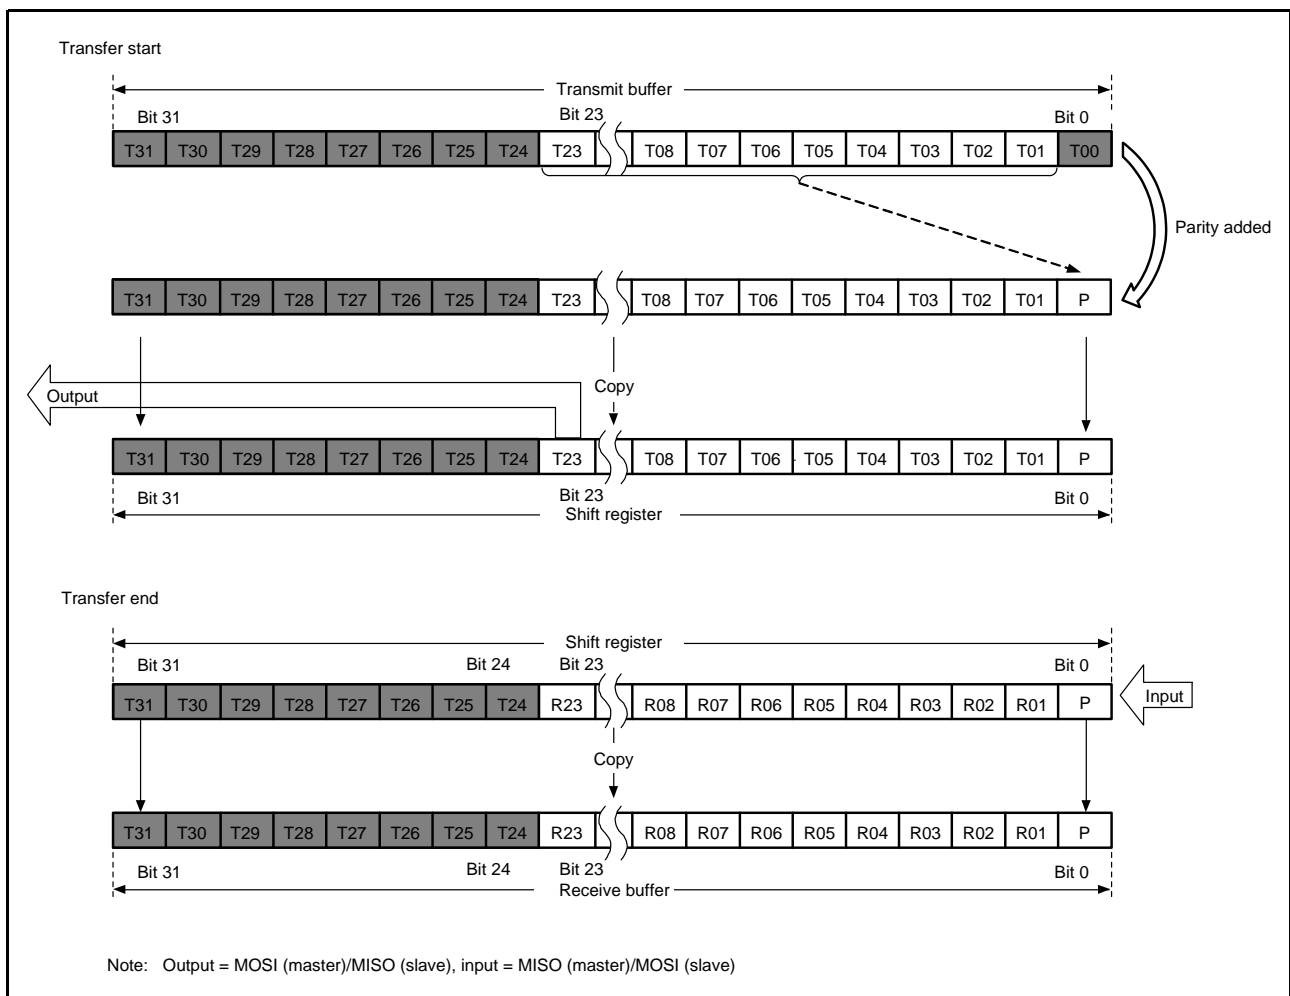 Transfer start
Transmit buffer
Bit 31 Bit 23 Bit 0
T31 T30 T29 T28 T27 T26 T25 T24 T23 T08 T07 T06 T05 T04 T03 T02 T01 T00
Parity added
T31 T30 T29 T28 T27 T26 T25 T24 T23 T08 T07 T06 T05 T04 T03 T02 T01 P
Copy
Output
T31 T30 T29 T28 T27 T26 T25 T24 T23 T08 T07 T06 T05 T04 T03 T02 T01 P
Bit 31 Bit 23 Bit 0
Shift register
Transfer end
Shift register
Bit 31 Bit 24 Bit 23 Bit 0
T31 T30 T29 T28 T27 T26 T25 T24 R23 R08 R07 R06 R05 R04 R03 R02 R01 P
Input
Copy
T31 T30 T29 T28 T27 T26 T25 T24 R23 R08 R07 R06 R05 R04 R03 R02 R01 P
Bit 31 Bit 24 Bit 23 Bit 0
Receive buffer
Note: Output = MOSI (master)/MISO (slave), input = MISO (master)/MOSI (slave)